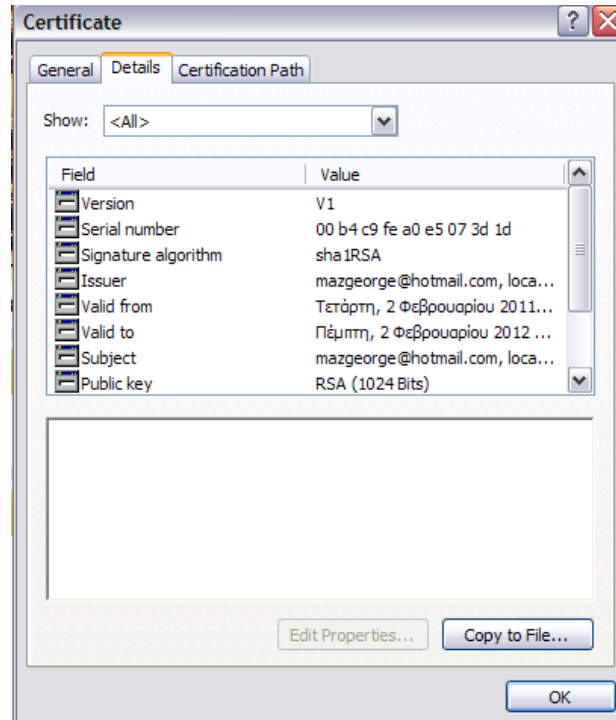 Certificate
General Details Certification Path
Show: <All>
Field Value
Version V1
Serial number 00 b4 c9 fe a0 e5 07 3d 1d
Signature algorithm sha1RSA
Issuer mazgeorge@hotmail.com, loca...
Valid from Τετάρτη, 2 Φεβρουαρίου 2011...
Valid to Πέμπτη, 2 Φεβρουαρίου 2012 ...
Subject mazgeorge@hotmail.com, loca...
Public key RSA (1024 Bits)
Edit Properties... Copy to File...
OK